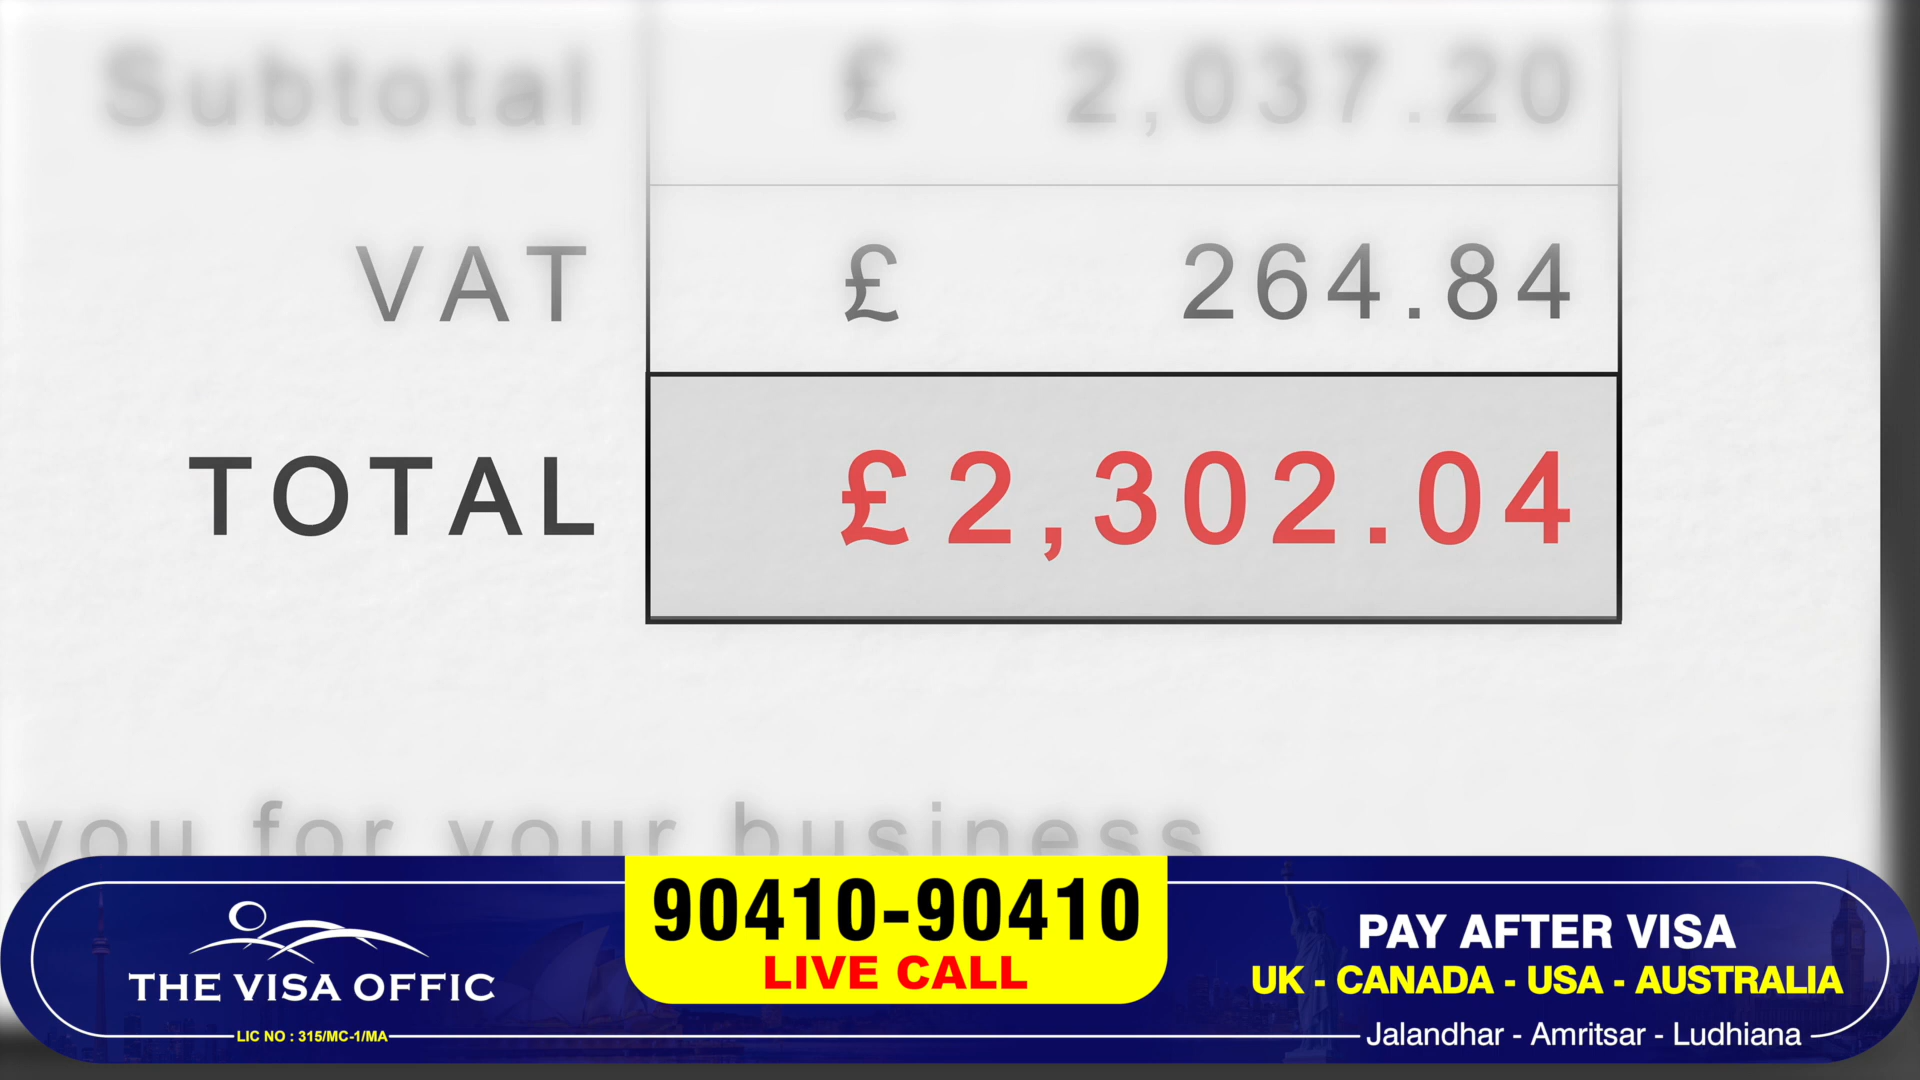 Subtotal £ 2,037.20
VAT £ 264.84
TOTAL £2,302.04
you for your business
THE VISA OFFIC
LIC NO : 315/MC-1/MA
90410-90410
LIVE CALL
PAY AFTER VISA
UK - CANADA - USA - AUSTRALIA
Jalandhar - Amritsar - Ludhiana